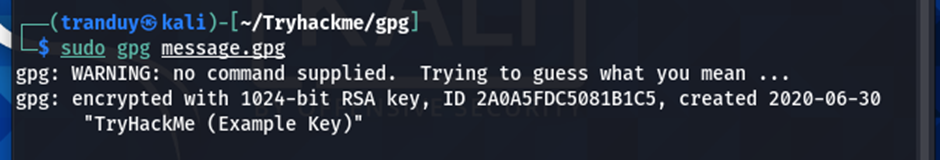 ┌──(tranduy㉿kali)-[~/Tryhackme/gpg]
└─$ sudo gpg message.gpg
gpg: WARNING: no command supplied.  Trying to guess what you mean ...
gpg: encrypted with 1024-bit RSA key, ID 2A0A5FDC5081B1C5, created 2020-06-30
      "TryHackMe (Example Key)"